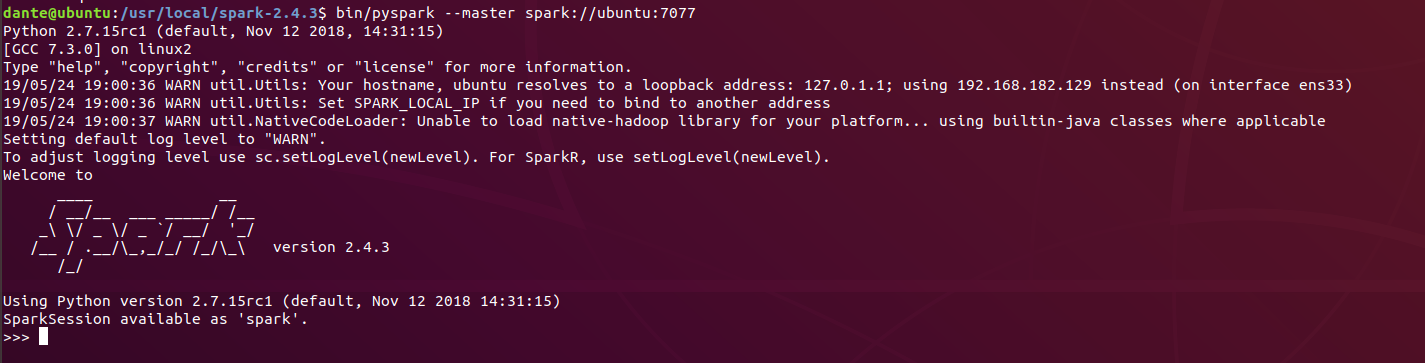 dante@ubuntu:/usr/local/spark-2.4.3$ bin/pyspark --master spark://ubuntu:7077
Python 2.7.15rc1 (default, Nov 12 2018, 14:31:15)
[GCC 7.3.0] on linux2
Type "help", "copyright", "credits" or "license" for more information.
19/05/24 19:00:36 WARN util.Utils: Your hostname, ubuntu resolves to a loopback address: 127.0.1.1; using 192.168.182.129 instead (on interface ens33)
19/05/24 19:00:36 WARN util.Utils: Set SPARK_LOCAL_IP if you need to bind to another address
19/05/24 19:00:37 WARN util.NativeCodeLoader: Unable to load native-hadoop library for your platform... using builtin-java classes where applicable
Setting default log level to "WARN".
To adjust logging level use sc.setLogLevel(newLevel). For SparkR, use setLogLevel(newLevel).
Welcome to
      ____              __
     / __/__  ___ _____/ /__
    _\ \/ _ \/ _ `/ __/  '_/
   /__ / .__/\_,_/_/ /_/\_\   version 2.4.3
      /_/
Using Python version 2.7.15rc1 (default, Nov 12 2018 14:31:15)
SparkSession available as 'spark'.
>>>